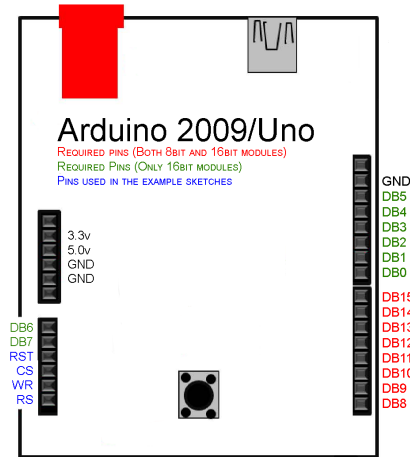 Arduino 2009/Uno
Required pins (Both 8bit and 16bit modules)
Required Pins (Only 16bit modules)
Pins used in the example sketches
3.3v
5.0v
GND
GND
DB6
DB7
RST
CS
WR
RS
GND
DB5
DB4
DB3
DB2
DB1
DB0
DB15
DB14
DB13
DB12
DB11
DB10
DB9
DB8